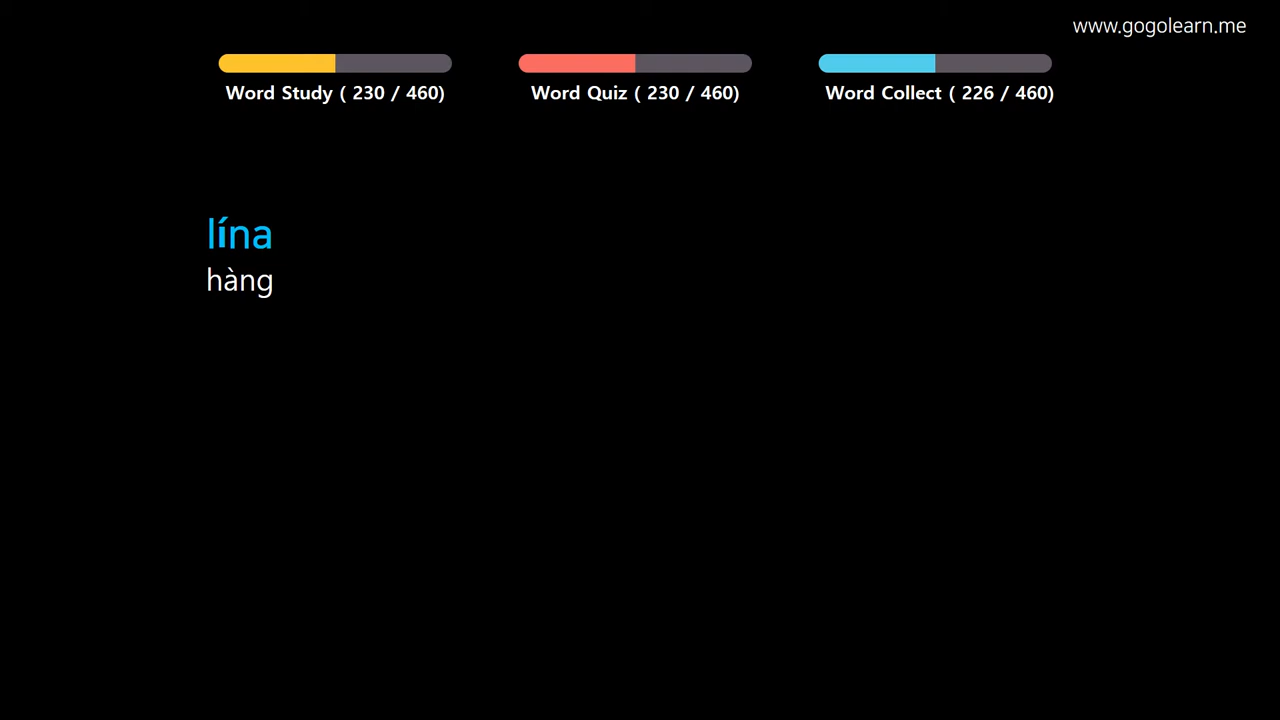 www.gogolearn.me
Word Study ( 230 / 460)
Word Quiz ( 230 / 460)
Word Collect ( 226 / 460)
lína
hàng